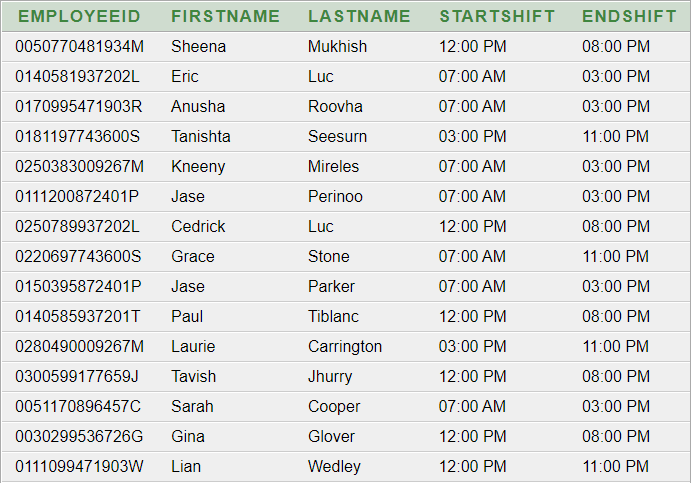 EMPLOYEEID FIRSTNAME LASTNAME STARTSHIFT ENDSHIFT
0050770481934M Sheena Mukhish 12:00 PM 08:00 PM
0140581937202L Eric Luc 07:00 AM 03:00 PM
0170995471903R Anusha Roovha 07:00 AM 03:00 PM
0181197743600S Tanishta Seesurn 03:00 PM 11:00 PM
0250383009267M Kneeny Mireles 07:00 AM 03:00 PM
0111200872401P Jase Perinoo 07:00 AM 03:00 PM
0250789937202L Cedrick Luc 12:00 PM 08:00 PM
0220697743600S Grace Stone 07:00 AM 11:00 PM
0150395872401P Jase Parker 07:00 AM 03:00 PM
0140585937201T Paul Tiblanc 12:00 PM 08:00 PM
0280490009267M Laurie Carrington 03:00 PM 11:00 PM
0300599177659J Tavish Jhurry 12:00 PM 08:00 PM
0051170896457C Sarah Cooper 07:00 AM 03:00 PM
0030299536726G Gina Glover 12:00 PM 08:00 PM
0111099471903W Lian Wedley 12:00 PM 11:00 PM